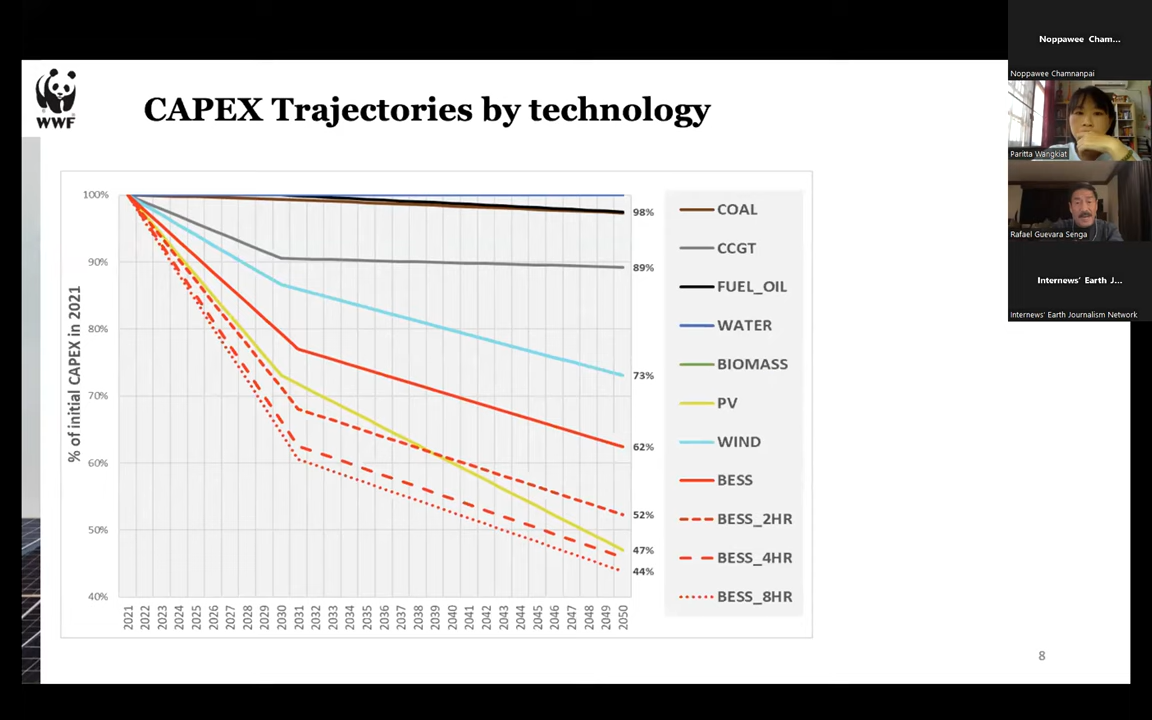 WWF
CAPEX Trajectories by technology
% of initial CAPEX in 2021
100%
90%
80%
70%
60%
50%
40%
98%
89%
73%
62%
52%
47%
44%
2021 2022 2023 2024 2025 2026 2027 2028 2029 2030 2031 2032 2033 2034 2035 2036 2037 2038 2039 2040 2041 2042 2043 2044 2045 2046 2047 2048 2049 2050
COAL
CCGT
FUEL_OIL
WATER
BIOMASS
PV
WIND
BESS
BESS_2HR
BESS_4HR
BESS_8HR
8
Noppawee Cham...
Noppawee Chamnanpai
Paritta Wangkiat
Rafael Guevara Senga
Internews' Earth J...
Internews' Earth Journalism Network